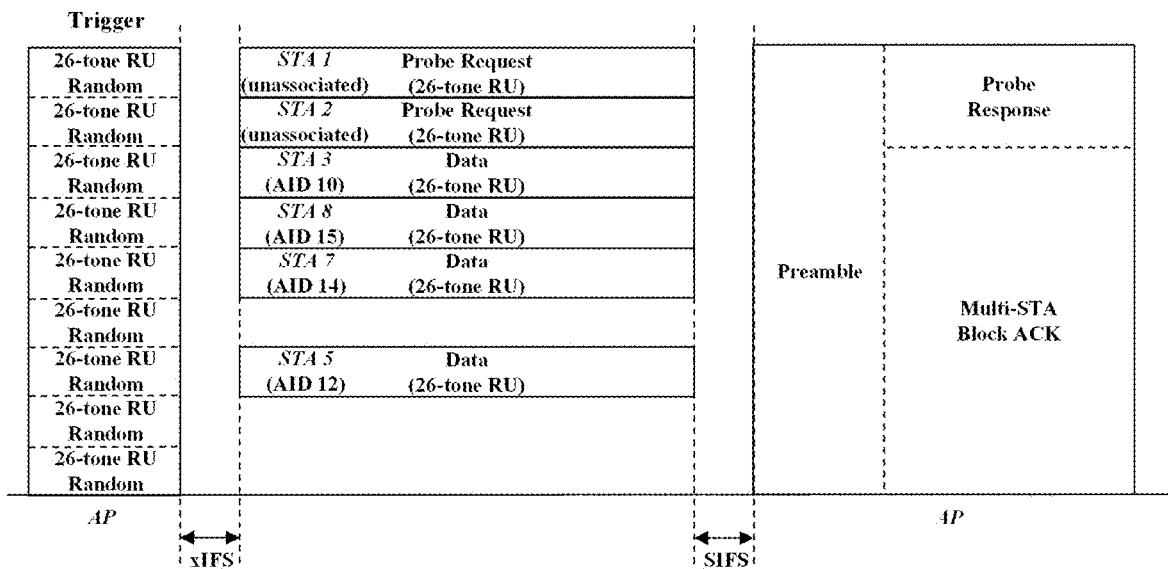 Trigger
26-tone RU
Random
26-tone RU
Random
26-tone RU
Random
26-tone RU
Random
26-tone RU
Random
26-tone RU
Random
26-tone RU
Random
26-tone RU
Random
26-tone RU
Random
AP
xIFS
STA 1 Probe Request
(unassociated) (26-tone RU)
STA 2 Probe Request
(unassociated) (26-tone RU)
STA 3 Data
(AID 10) (26-tone RU)
STA 8 Data
(AID 15) (26-tone RU)
STA 7 Data
(AID 14) (26-tone RU)
STA 5 Data
(AID 12) (26-tone RU)
SIFS
Preamble
Probe
Response
Multi-STA
Block ACK
AP